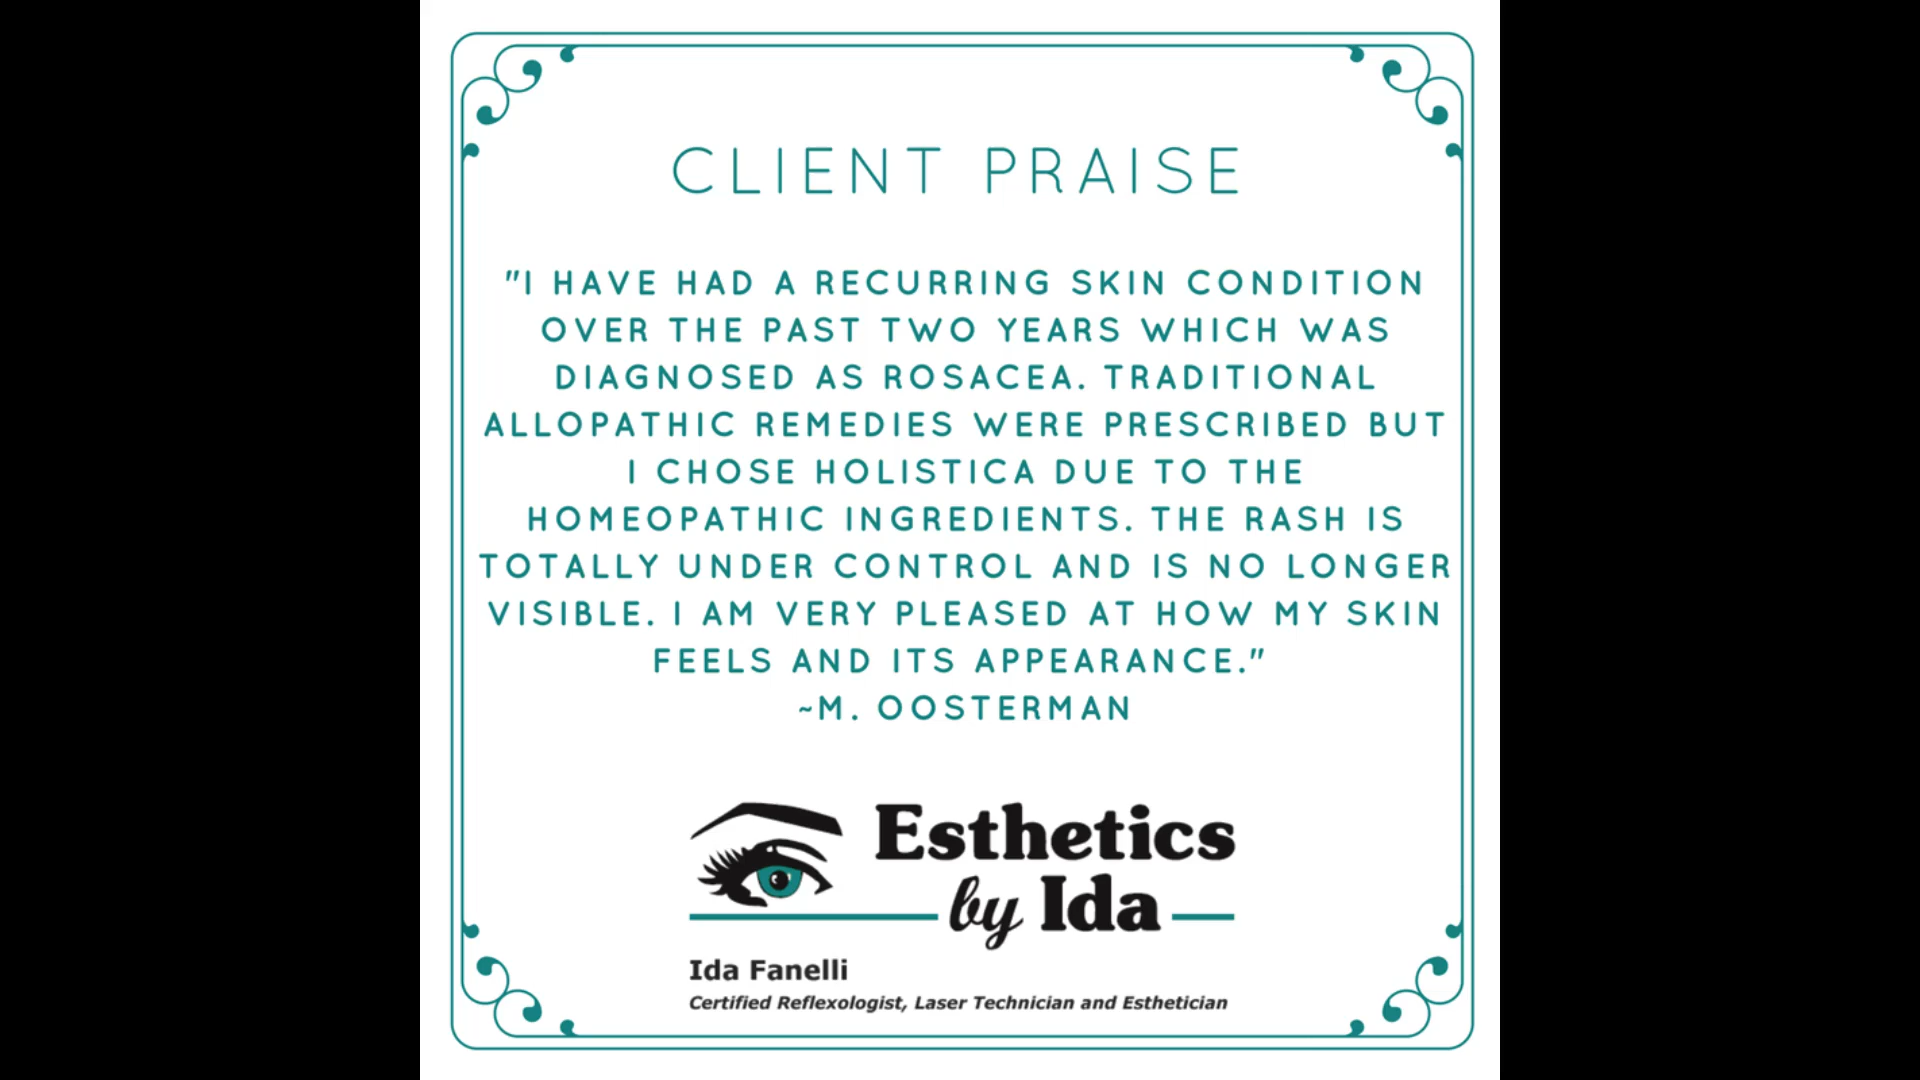 CLIENT PRAISE
"I HAVE HAD A RECURRING SKIN CONDITION
OVER THE PAST TWO YEARS WHICH WAS
DIAGNOSED AS ROSACEA. TRADITIONAL
ALLOPATHIC REMEDIES WERE PRESCRIBED BUT
I CHOSE HOLISTICA DUE TO THE
HOMEOPATHIC INGREDIENTS. THE RASH IS
TOTALLY UNDER CONTROL AND IS NO LONGER
VISIBLE. I AM VERY PLEASED AT HOW MY SKIN
FEELS AND ITS APPEARANCE."
~M. OOSTERMAN
Esthetics
by Ida
Ida Fanelli
Certified Reflexologist, Laser Technician and Esthetician